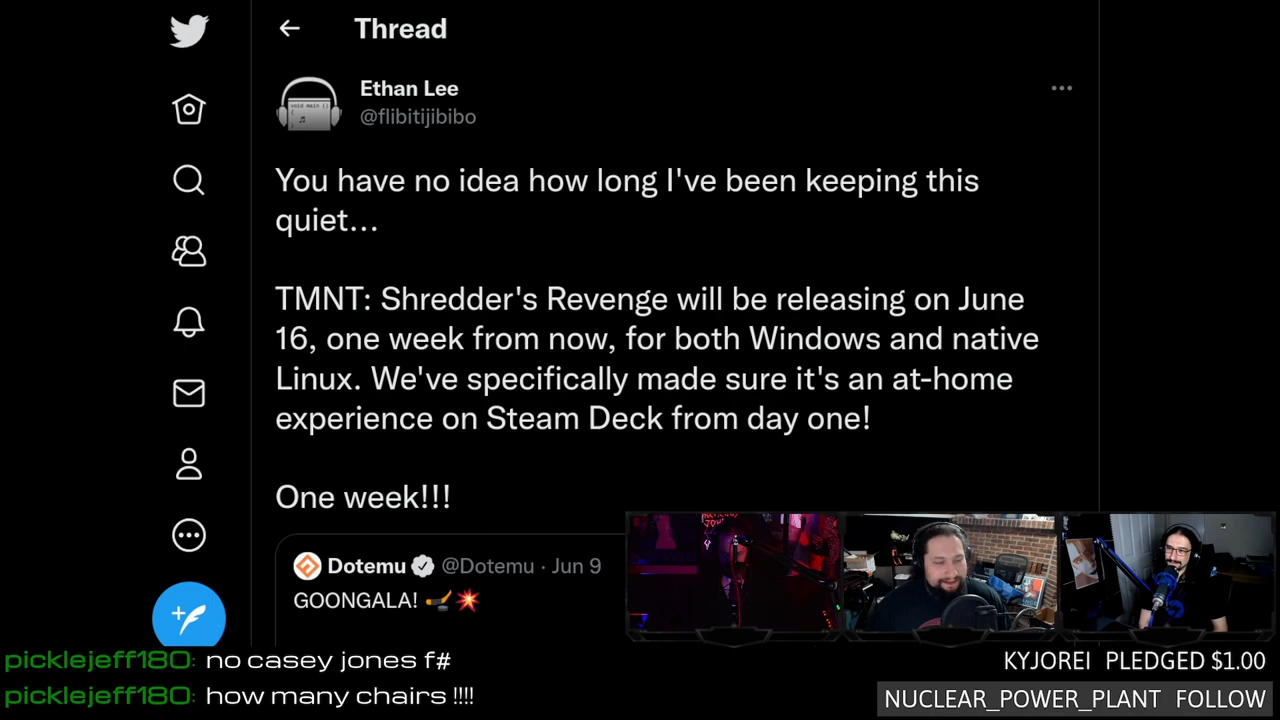 Thread
Ethan Lee
@flibitijibibo
You have no idea how long I've been keeping this
quiet…
TMNT: Shredder's Revenge will be releasing on June
16, one week from now, for both Windows and native
Linux. We've specifically made sure it's an at-home
experience on Steam Deck from day one!
One week!!!
Dotemu @Dotemu · Jun 9
GOONGALA! 🏒💥
picklejeff180: no casey jones f#
picklejeff180: how many chairs !!!!
KYJOREI PLEDGED $1.00
NUCLEAR_POWER_PLANT FOLLOW